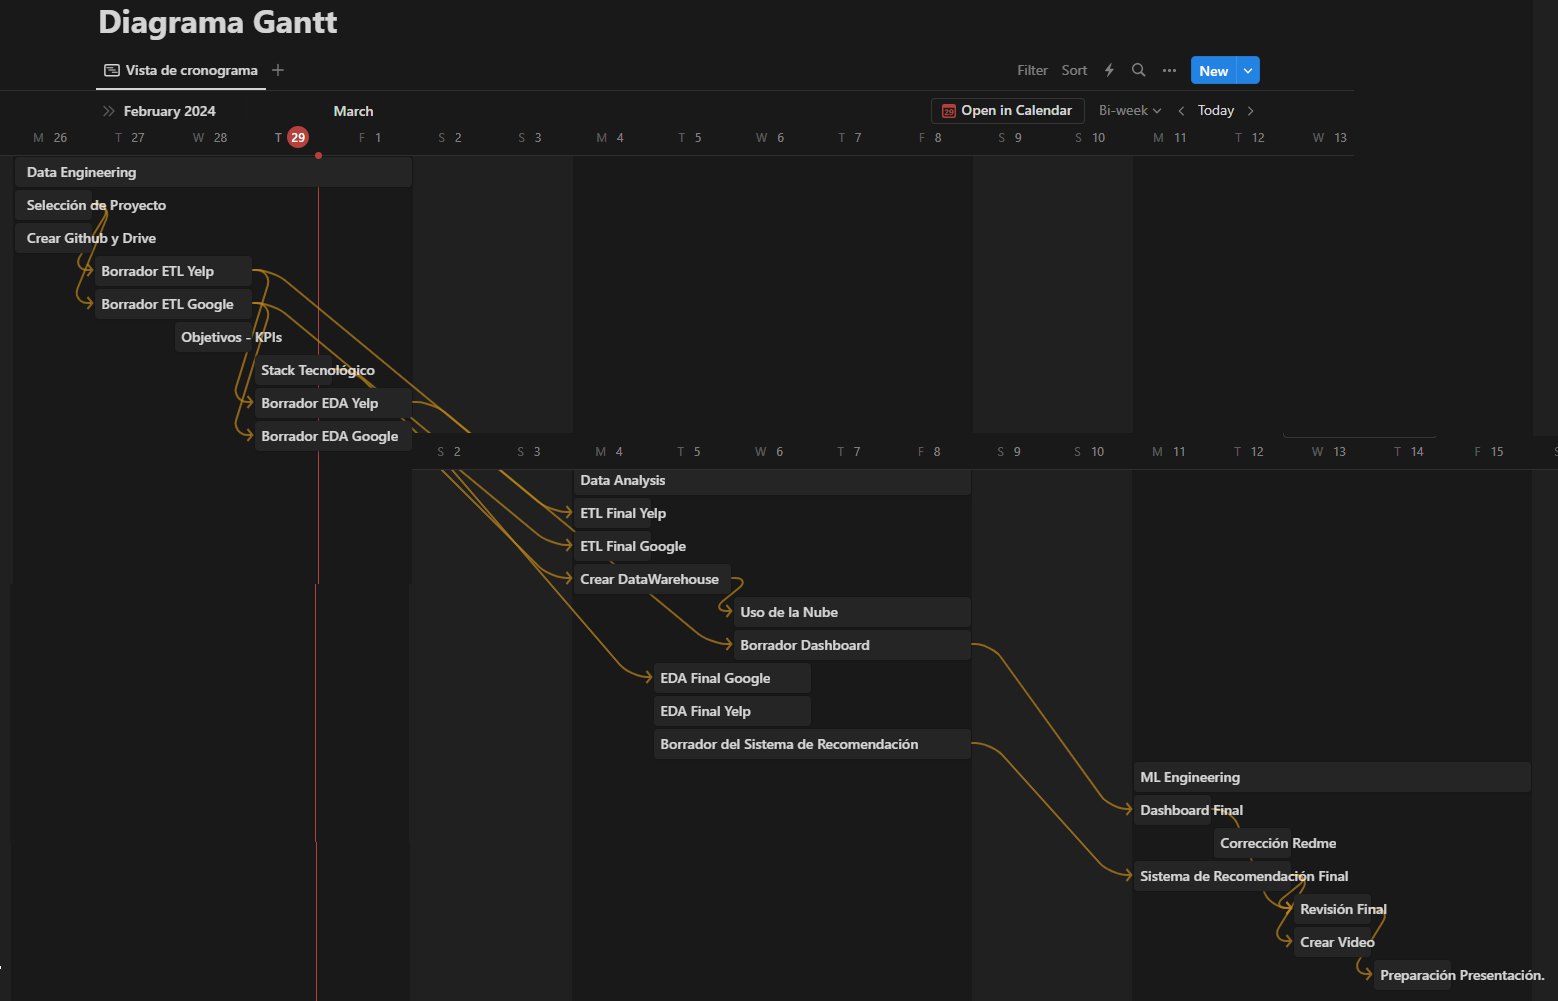 Diagrama Gantt
Vista de cronograma
Filter Sort New
February 2024 March Open in Calendar Bi-week Today
M 26 T 27 W 28 T 29 F 1 S 2 S 3 M 4 T 5 W 6 T 7 F 8 S 9 S 10 M 11 T 12 W 13
Data Engineering
Selección de Proyecto
Crear Github y Drive
Borrador ETL Yelp
Borrador ETL Google
Objetivos - KPIs
Stack Tecnológico
Borrador EDA Yelp
Borrador EDA Google
S 2 S 3 M 4 T 5 W 6 T 7 F 8 S 9 S 10 M 11 T 12 W 13 T 14 F 15 S
Data Analysis
ETL Final Yelp
ETL Final Google
Crear DataWarehouse
Uso de la Nube
Borrador Dashboard
EDA Final Google
EDA Final Yelp
Borrador del Sistema de Recomendación
ML Engineering
Dashboard Final
Corrección Redme
Sistema de Recomendación Final
Revisión Final
Crear Video
Preparación Presentación.